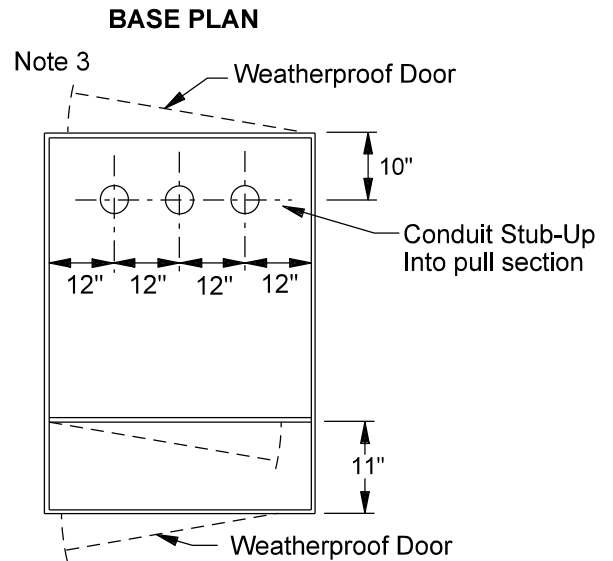 BASE PLAN
Note 3
Weatherproof Door
10"
Conduit Stub-Up
Into pull section
12" 12" 12" 12"
11"
Weatherproof Door